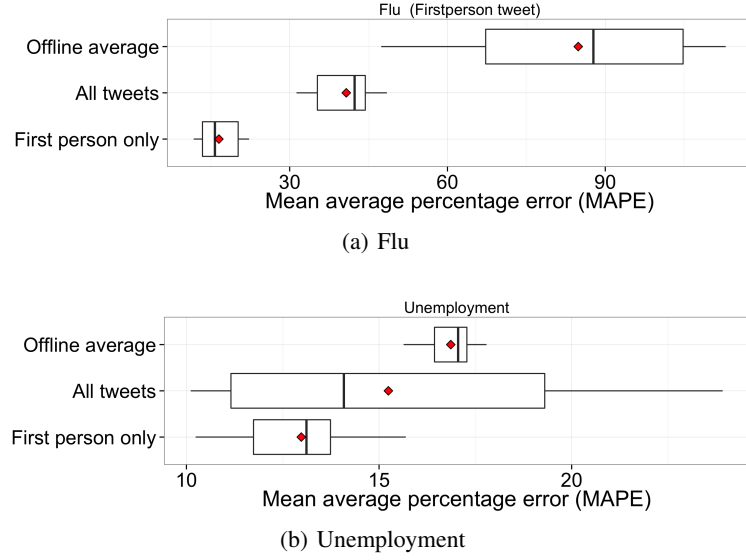 Flu (Firstperson tweet)
Offline average
All tweets
First person only
30 60 90
Mean average percentage error (MAPE)
(a) Flu
Unemployment
Offline average
All tweets
First person only
10 15 20
Mean average percentage error (MAPE)
(b) Unemployment